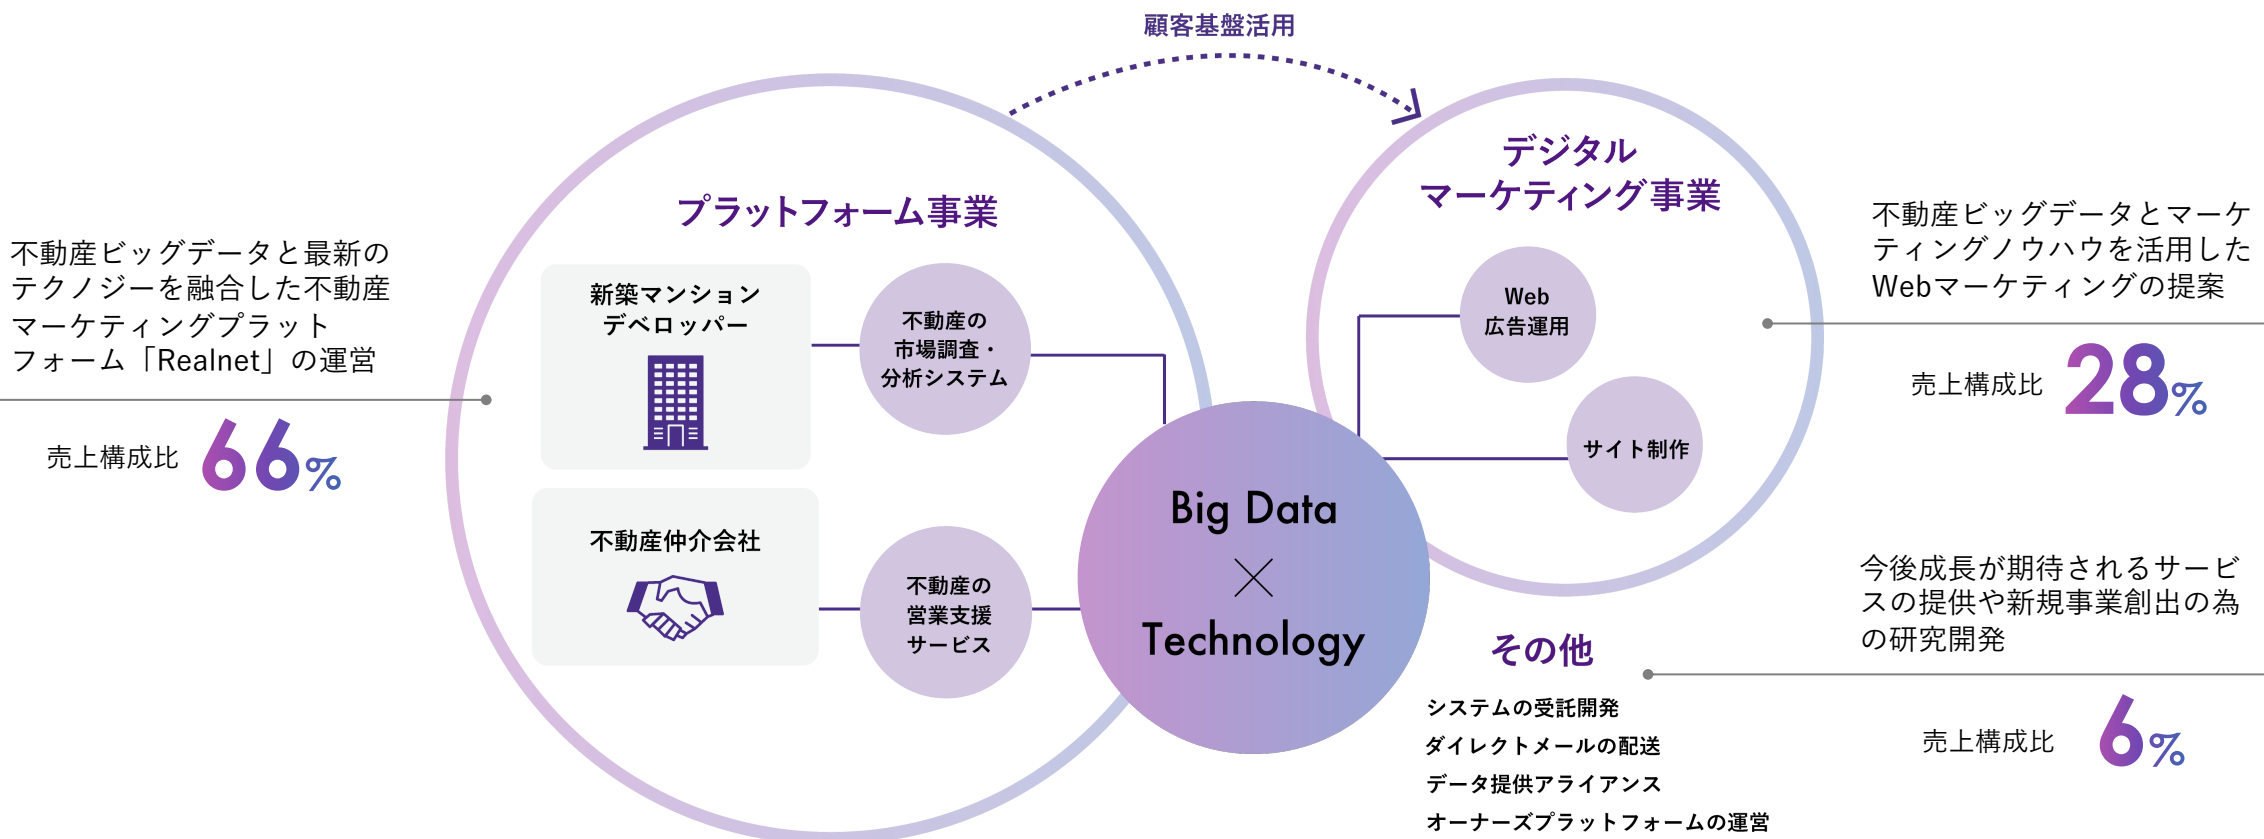 顧客基盤活用
プラットフォーム事業
不動産ビッグデータと最新の
テクノジーを融合した不動産
マーケティングプラット
フォーム「Realnet」の運営
売上構成比 66%
新築マンション
デベロッパー
不動産の
市場調査・
分析システム
不動産仲介会社
不動産の
営業支援
サービス
Big Data
×
Technology
デジタル
マーケティング事業
Web
広告運用
サイト制作
不動産ビッグデータとマーケ
ティングノウハウを活用した
Webマーケティングの提案
売上構成比 28%
その他
システムの受託開発
ダイレクトメールの配送
データ提供アライアンス
オーナーズプラットフォームの運営
今後成長が期待されるサービ
スの提供や新規事業創出の為
の研究開発
売上構成比 6%